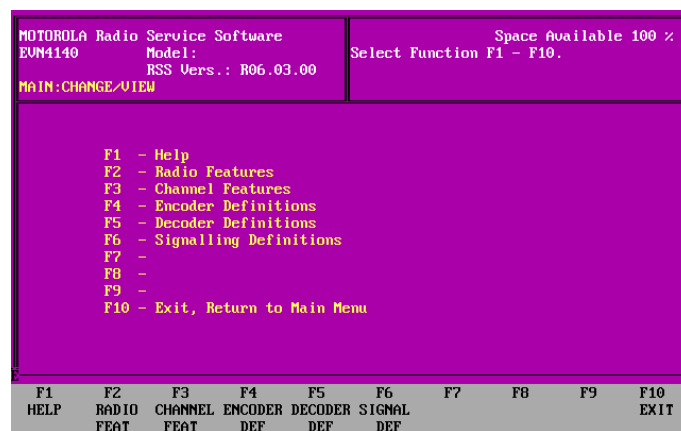 MOTOROLA Radio Service Software
EVN4140 Model:
RSS Vers.: R06.03.00
MAIN:CHANGE/VIEW
Space Available 100 %
Select Function F1 - F10.
F1 - Help
F2 - Radio Features
F3 - Channel Features
F4 - Encoder Definitions
F5 - Decoder Definitions
F6 - Signalling Definitions
F7 -
F8 -
F9 -
F10 - Exit, Return to Main Menu
F1 F2 F3 F4 F5 F6 F7 F8 F9 F10
HELP RADIO CHANNEL ENCODER DECODER SIGNAL EXIT
FEAT FEAT DEF DEF DEF